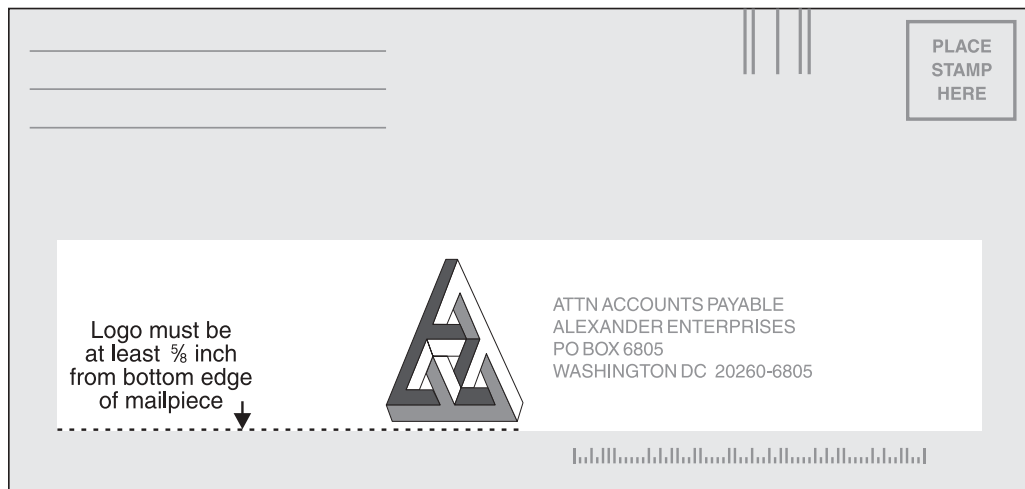 PLACE
STAMP
HERE
Logo must be
at least ⅝ inch
from bottom edge
of mailpiece
ATTN ACCOUNTS PAYABLE
ALEXANDER ENTERPRISES
PO BOX 6805
WASHINGTON DC 20260-6805